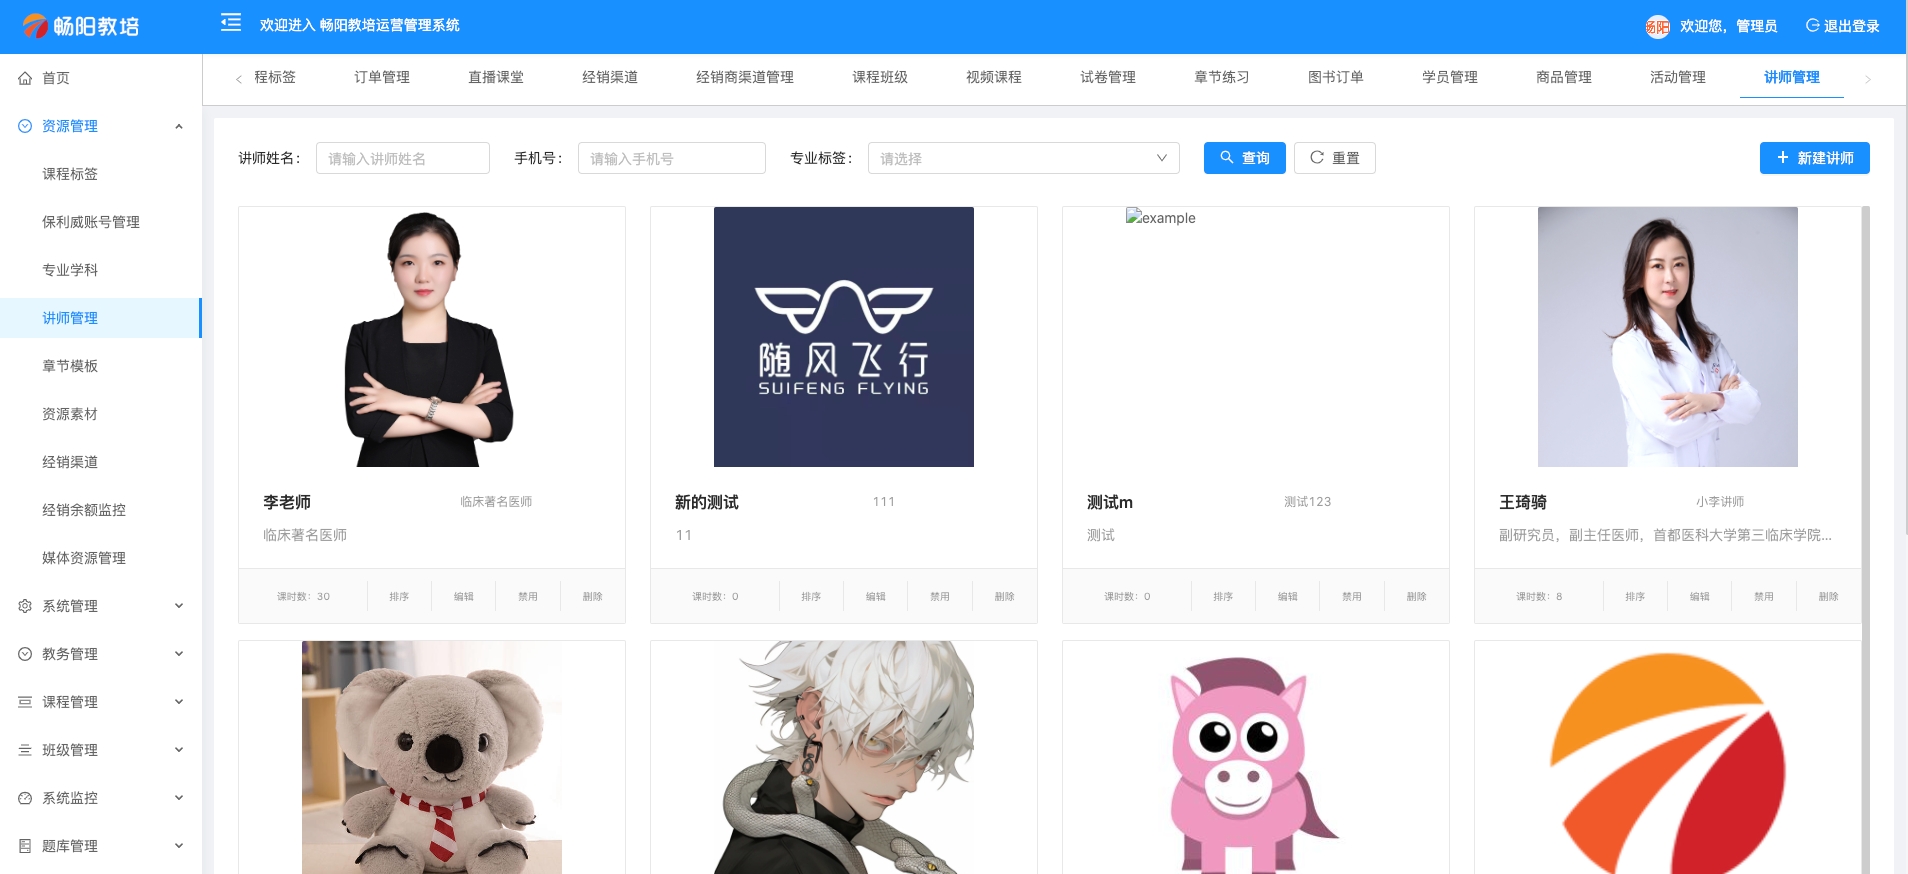 畅阳教培
欢迎进入 畅阳教培运营管理系统
畅阳
欢迎您，管理员
退出登录
首页
资源管理
课程标签
保利威账号管理
专业学科
讲师管理
章节模板
资源素材
经销渠道
经销余额监控
媒体资源管理
系统管理
教务管理
课程管理
班级管理
系统监控
题库管理
程标签 订单管理 直播课堂 经销渠道 经销商渠道管理 课程班级 视频课程 试卷管理 章节练习 图书订单 学员管理 商品管理 活动管理 讲师管理
讲师姓名： 请输入讲师姓名 手机号： 请输入手机号 专业标签： 请选择 查询 重置 新建讲师
李老师 临床著名医师
临床著名医师
课时数：30 排序 编辑 禁用 删除
随风飞行
SUIFENG FLYING
新的测试 111
11
课时数：0 排序 编辑 禁用 删除
example
测试m 测试123
测试
课时数：0 排序 编辑 禁用 删除
王琦骑 小李讲师
副研究员，副主任医师，首都医科大学第三临床学院...
课时数：8 排序 编辑 禁用 删除